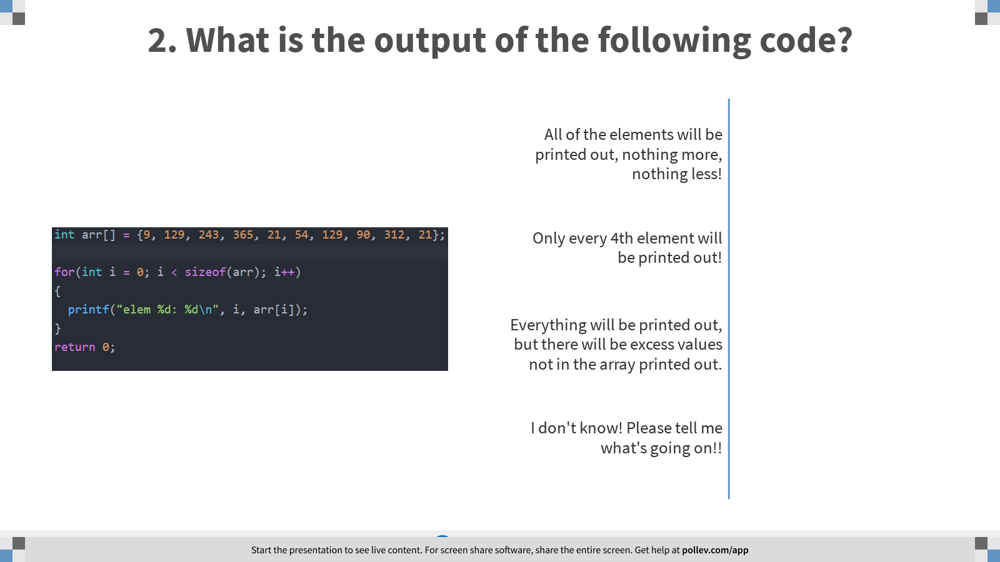 2. What is the output of the following code?
int arr[] = {9, 129, 243, 365, 21, 54, 129, 90, 312, 21};
for(int i = 0; i < sizeof(arr); i++)
{
  printf("elem %d: %d\n", i, arr[i]);
}
return 0;
All of the elements will be
printed out, nothing more,
nothing less!
Only every 4th element will
be printed out!
Everything will be printed out,
but there will be excess values
not in the array printed out.
I don't know! Please tell me
what's going on!!
Start the presentation to see live content. For screen share software, share the entire screen. Get help at pollev.com/app